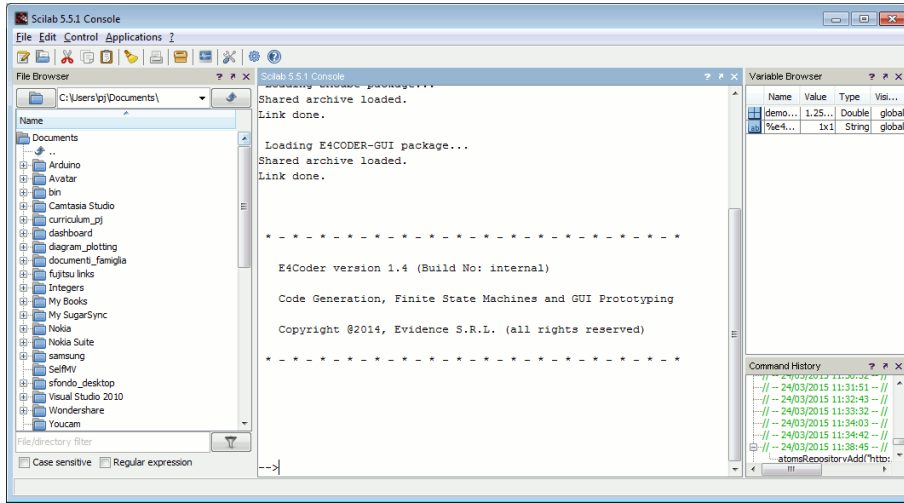 Scilab 5.5.1 Console
File Edit Control Applications ?
File Browser ? ↗ X
C:\Users\pj\Documents\
Name
Documents
..
Arduino
Avatar
bin
Camtasia Studio
curriculum_pj
dashboard
diagram_plotting
documenti_famiglia
fujitsu links
Integers
My Books
My SugarSync
Nokia
Nokia Suite
samsung
SelfMV
sfondo_desktop
Visual Studio 2010
Wondershare
Youcam
File/directory filter
Case sensitive Regular expression
Scilab 5.5.1 Console ? ↗ X
Shared archive loaded.
Link done.
Loading E4CODER-GUI package...
Shared archive loaded.
Link done.
* - * - * - * - * - * - * - * - * - * - * - * - * - * - * - *
E4Coder version 1.4 (Build No: internal)
Code Generation, Finite State Machines and GUI Prototyping
Copyright @2014, Evidence S.R.L. (all rights reserved)
* - * - * - * - * - * - * - * - * - * - * - * - * - * - * - *
-->
Variable Browser ? ↗ X
Name Value Type Visi...
demo... 1.25... Double global
ab %e4... 1x1 String global
Command History ? ↗ X
// -- 24/03/2015 11:31:51 -- //
// -- 24/03/2015 11:32:43 -- //
// -- 24/03/2015 11:33:32 -- //
// -- 24/03/2015 11:34:03 -- //
// -- 24/03/2015 11:34:42 -- //
// -- 24/03/2015 11:38:45 -- //
atomsRepositoryAdd("http: